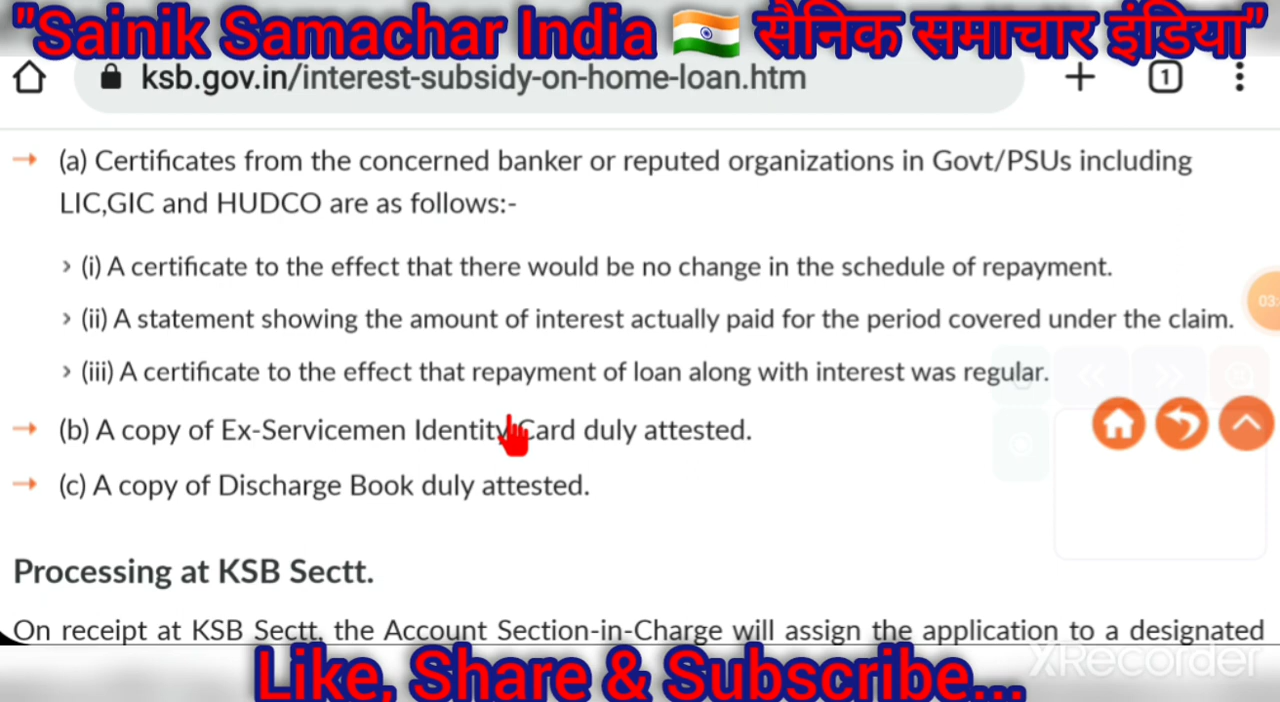 "Sainik Samachar India 🇮🇳 सैनिक समाचार इंडिया"
ksb.gov.in/interest-subsidy-on-home-loan.htm
1
(a) Certificates from the concerned banker or reputed organizations in Govt/PSUs including
LIC,GIC and HUDCO are as follows:-
(i) A certificate to the effect that there would be no change in the schedule of repayment.
03:
(ii) A statement showing the amount of interest actually paid for the period covered under the claim.
(iii) A certificate to the effect that repayment of loan along with interest was regular.
(b) A copy of Ex-Servicemen Identity Card duly attested.
(c) A copy of Discharge Book duly attested.
Processing at KSB Sectt.
On receipt at KSB Sectt, the Account Section-in-Charge will assign the application to a designated
XRecorder
Like, Share & Subscribe...